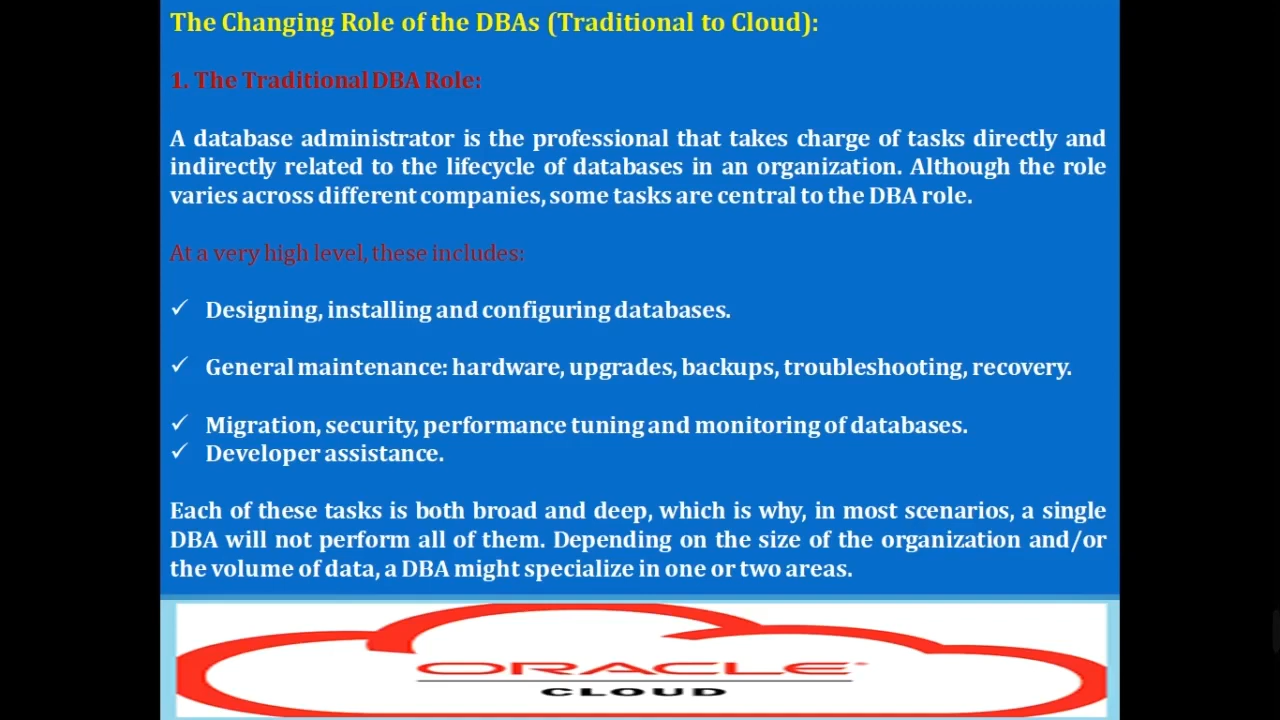 The Changing Role of the DBAs (Traditional to Cloud):
1. The Traditional DBA Role:
A database administrator is the professional that takes charge of tasks directly and
indirectly related to the lifecycle of databases in an organization. Although the role
varies across different companies, some tasks are central to the DBA role.
At a very high level, these includes:
✓ Designing, installing and configuring databases.
✓ General maintenance: hardware, upgrades, backups, troubleshooting, recovery.
✓ Migration, security, performance tuning and monitoring of databases.
✓ Developer assistance.
Each of these tasks is both broad and deep, which is why, in most scenarios, a single
DBA will not perform all of them. Depending on the size of the organization and/or
the volume of data, a DBA might specialize in one or two areas.
ORACLE
CLOUD